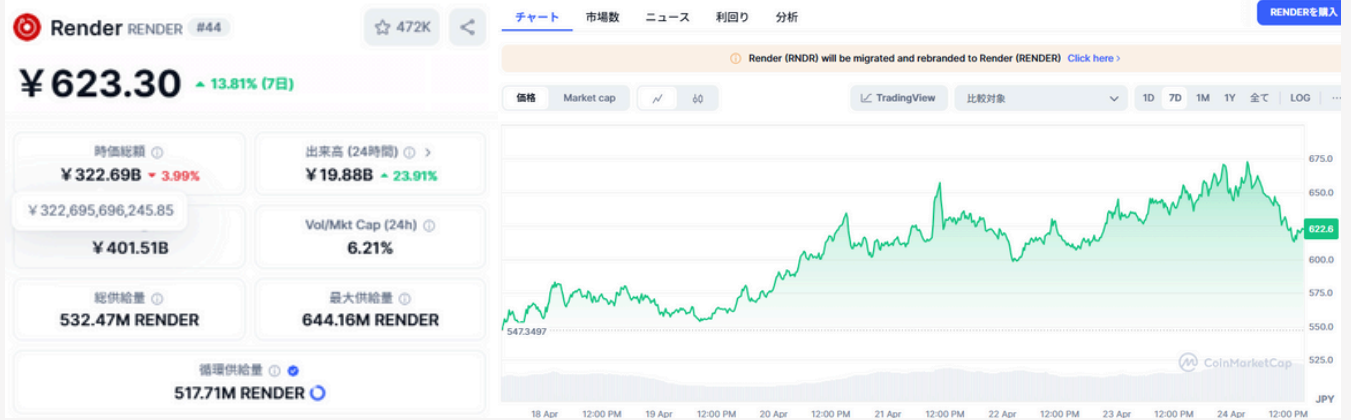 Render RENDER #44 472K
¥623.30 13.81% (7日)
時価総額
¥322.69B 3.99%
出来高 (24時間)
¥19.88B 23.91%
¥322,695,696,245.85
¥401.51B
Vol/Mkt Cap (24h)
6.21%
総供給量
532.47M RENDER
最大供給量
644.16M RENDER
循環供給量
517.71M RENDER
チャート 市場数 ニュース 利回り 分析
RENDERを購入
Render (RNDR) will be migrated and rebranded to Render (RENDER) Click here
価格 Market cap TradingView 比較対象 1D 7D 1M 1Y 全て LOG ...
675.0
650.0
622.6
600.0
575.0
550.0
547.3497
525.0
CoinMarketCap
JPY
18 Apr 12:00 PM 19 Apr 12:00 PM 20 Apr 12:00 PM 21 Apr 12:00 PM 22 Apr 12:00 PM 23 Apr 12:00 PM 24 Apr 12:00 PM